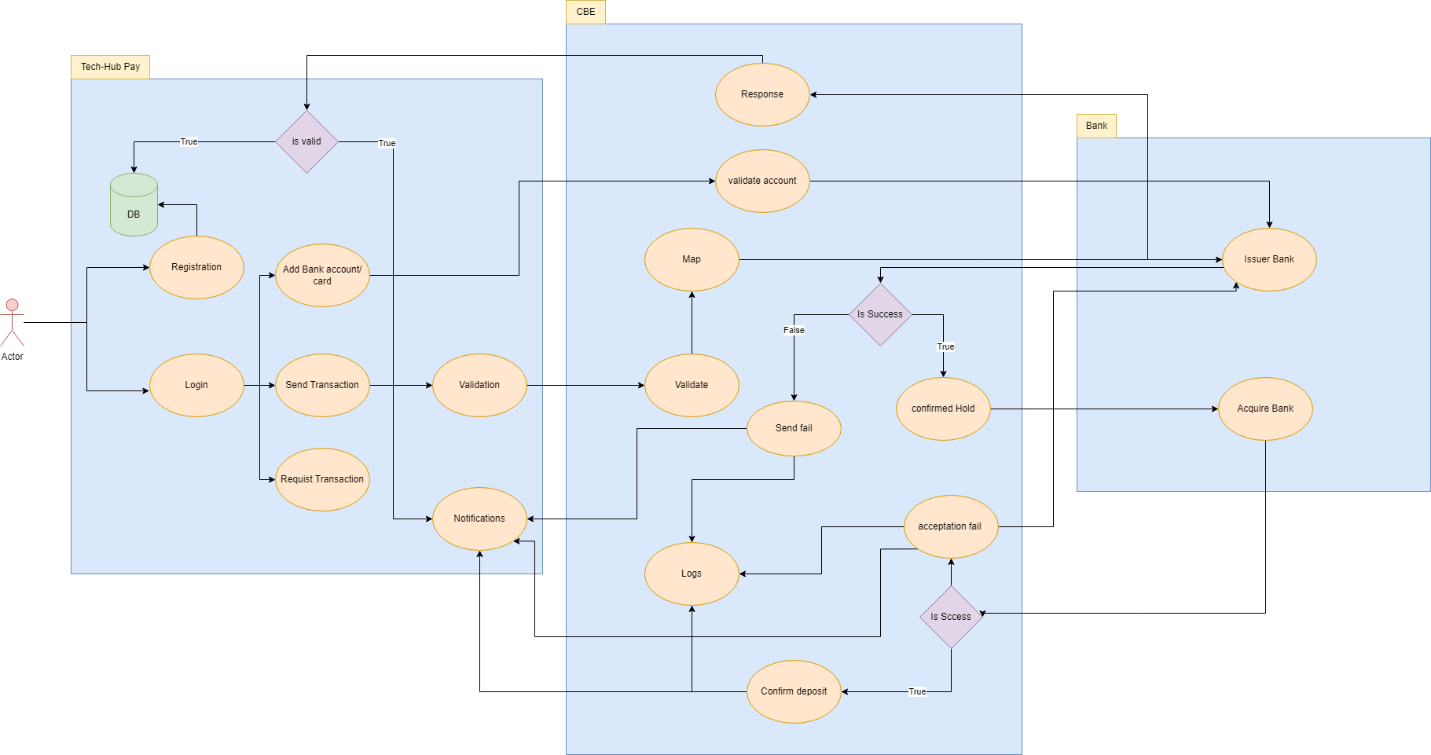 CBE
Tech-Hub Pay
Response
Bank
is valid
True
True
validate account
DB
Registration
Add Bank account/
card
Map
Issuer Bank
Is Success
False
True
Actor
Login
Send Transaction
Validation
Validate
confirmed Hold
Acquire Bank
Send fail
Requist Transaction
Notifications
acceptation fail
Logs
Is Sccess
Confirm deposit
True